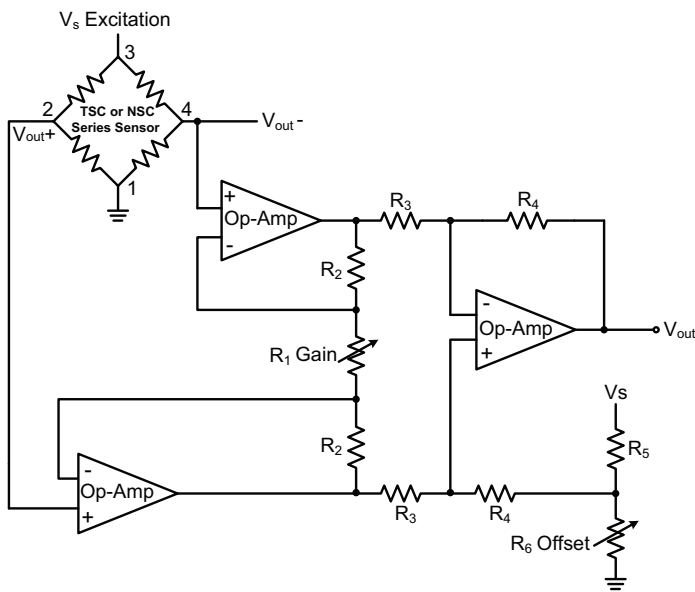 Vs Excitation
3
2
TSC or NSC
Series Sensor
4
Vout+
Vout -
1
+
Op-Amp
-
R3
R4
R2
-
Op-Amp
+
Vout
R1 Gain
Vs
R2
R5
-
Op-Amp
+
R3
R4
R6 Offset